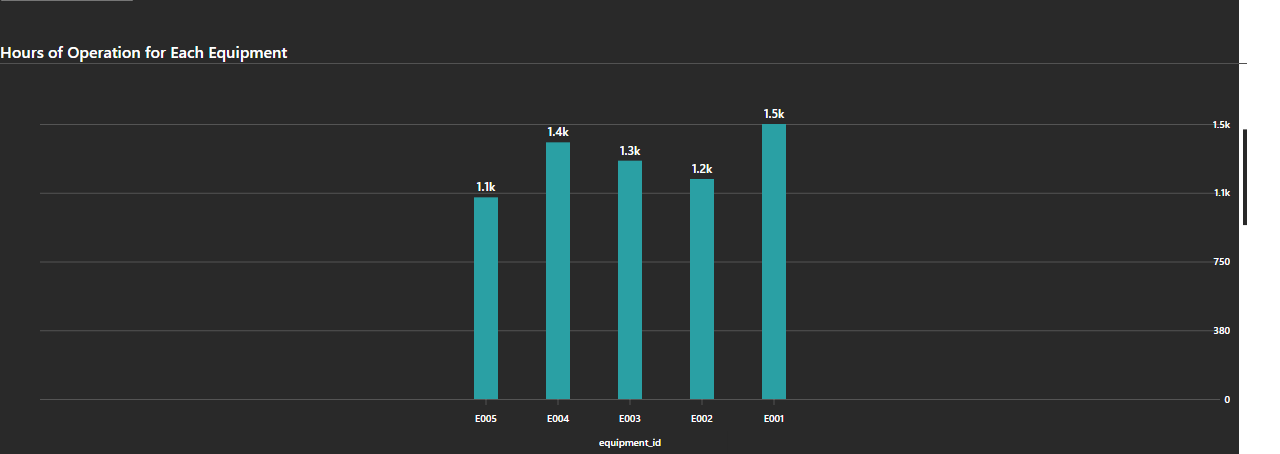 Hours of Operation for Each Equipment
1.5k
1.4k
1.3k
1.2k
1.1k
1.5k
1.1k
750
380
0
E005 E004 E003 E002 E001
equipment_id